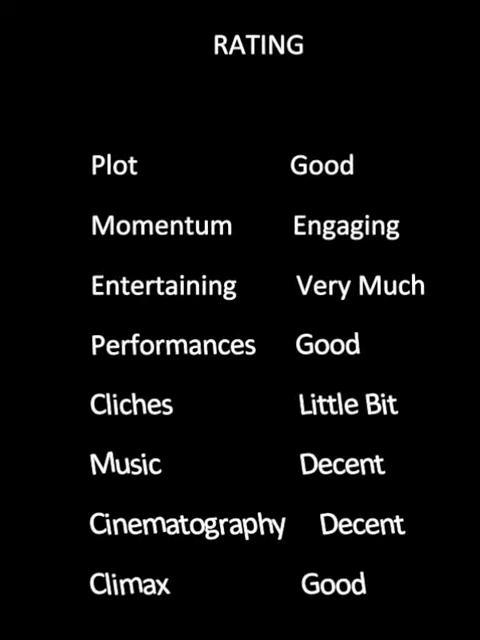 RATING
Plot Good
Momentum Engaging
Entertaining Very Much
Performances Good
Cliches Little Bit
Music Decent
Cinematography Decent
Climax Good